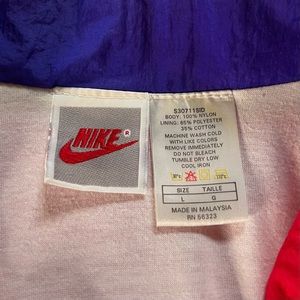 NIKE®
S30711SID
BODY: 100% NYLON
LINING: 65% POLYESTER
35% COTTON
MACHINE WASH COLD
WITH LIKE COLORS
REMOVE IMMEDIATELY
DO NOT BLEACH
TUMBLE DRY LOW
COOL IRON
SIZE TAILLE
L G
MADE IN MALAYSIA
RN 56323